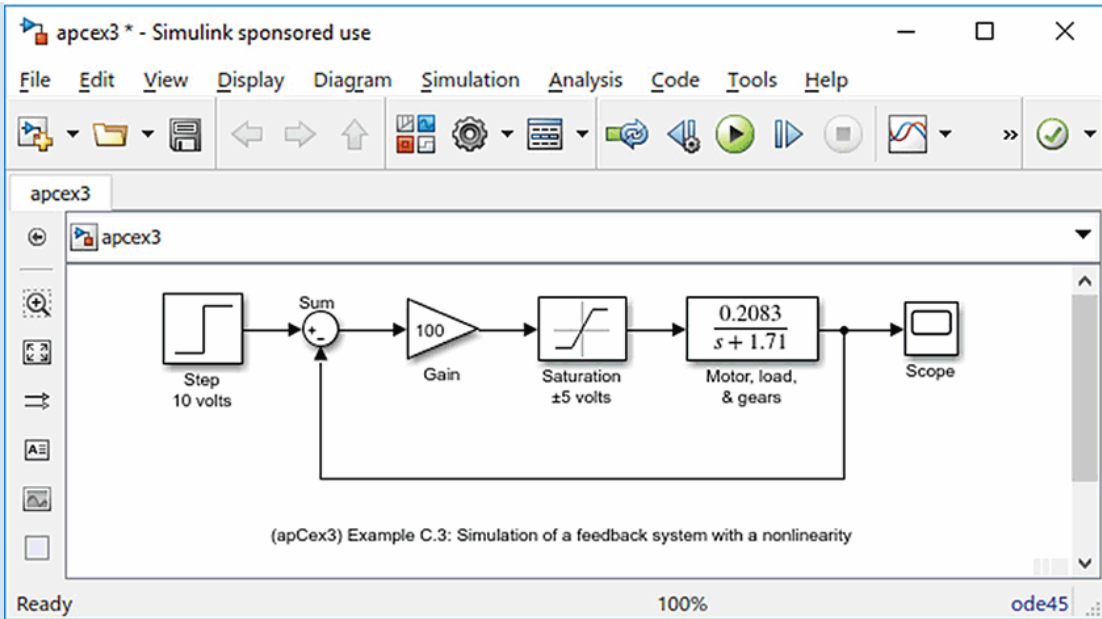 apcex3 * - Simulink sponsored use
File Edit View Display Diagram Simulation Analysis Code Tools Help
»
apcex3
apcex3
Step
10 volts
Sum
+
-
100
Gain
Saturation
±5 volts
0.2083
s + 1.71
Motor, load,
& gears
Scope
(apCex3) Example C.3: Simulation of a feedback system with a nonlinearity
A
Ready 100% ode45